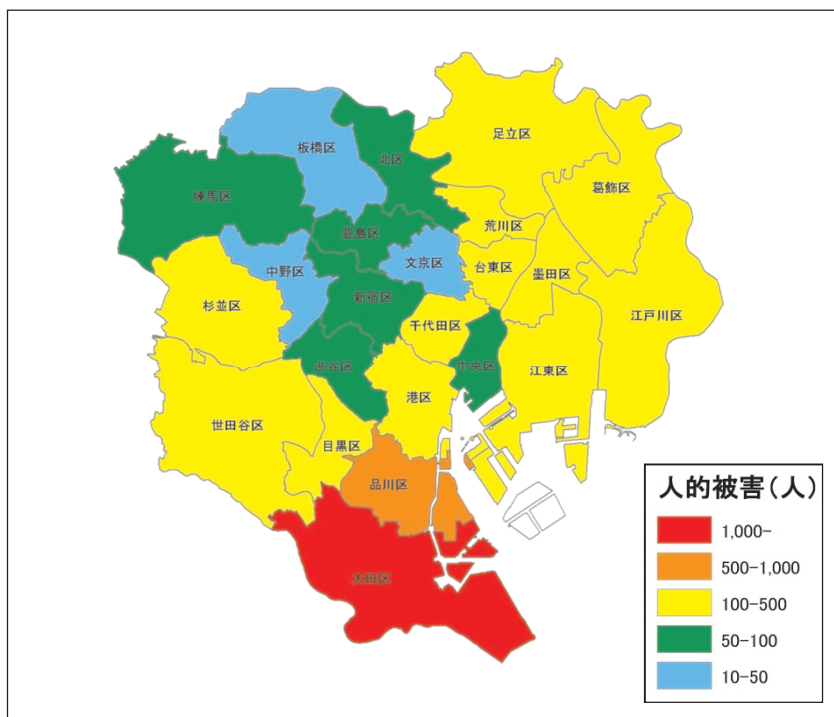 足立区
板橋区
北区
葛飾区
練馬区
荒川区
豊島区
文京区
台東区
中野区
墨田区
新宿区
杉並区
江戸川区
千代田区
渋谷区
中央区
江東区
港区
世田谷区
目黒区
品川区
大田区
人的被害(人)
1,000-
500-1,000
100-500
50-100
10-50